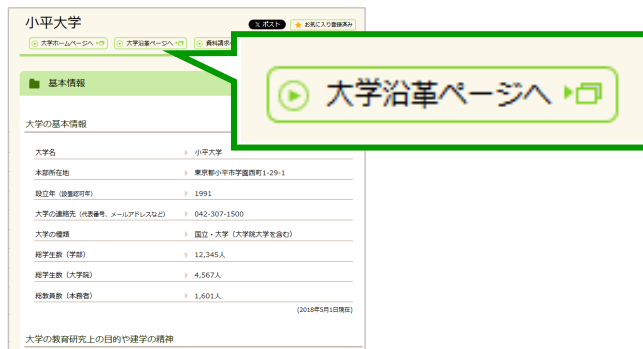 小平大学
X ポスト
お気に入り登録済み
大学ホームページへ
大学沿革ページへ
資料請求
大学沿革ページへ
基本情報
大学の基本情報
大学名 小平大学
本部所在地 東京都小平市学園西町1-29-1
設立年（設置認可年） 1991
大学の連絡先（代表番号、メールアドレスなど） 042-307-1500
大学の種類 国立・大学（大学院大学を含む）
総学生数（学部） 12,345人
総学生数（大学院） 4,567人
総教員数（本務者） 1,601人
(2018年5月1日現在)
大学の教育研究上の目的や建学の精神